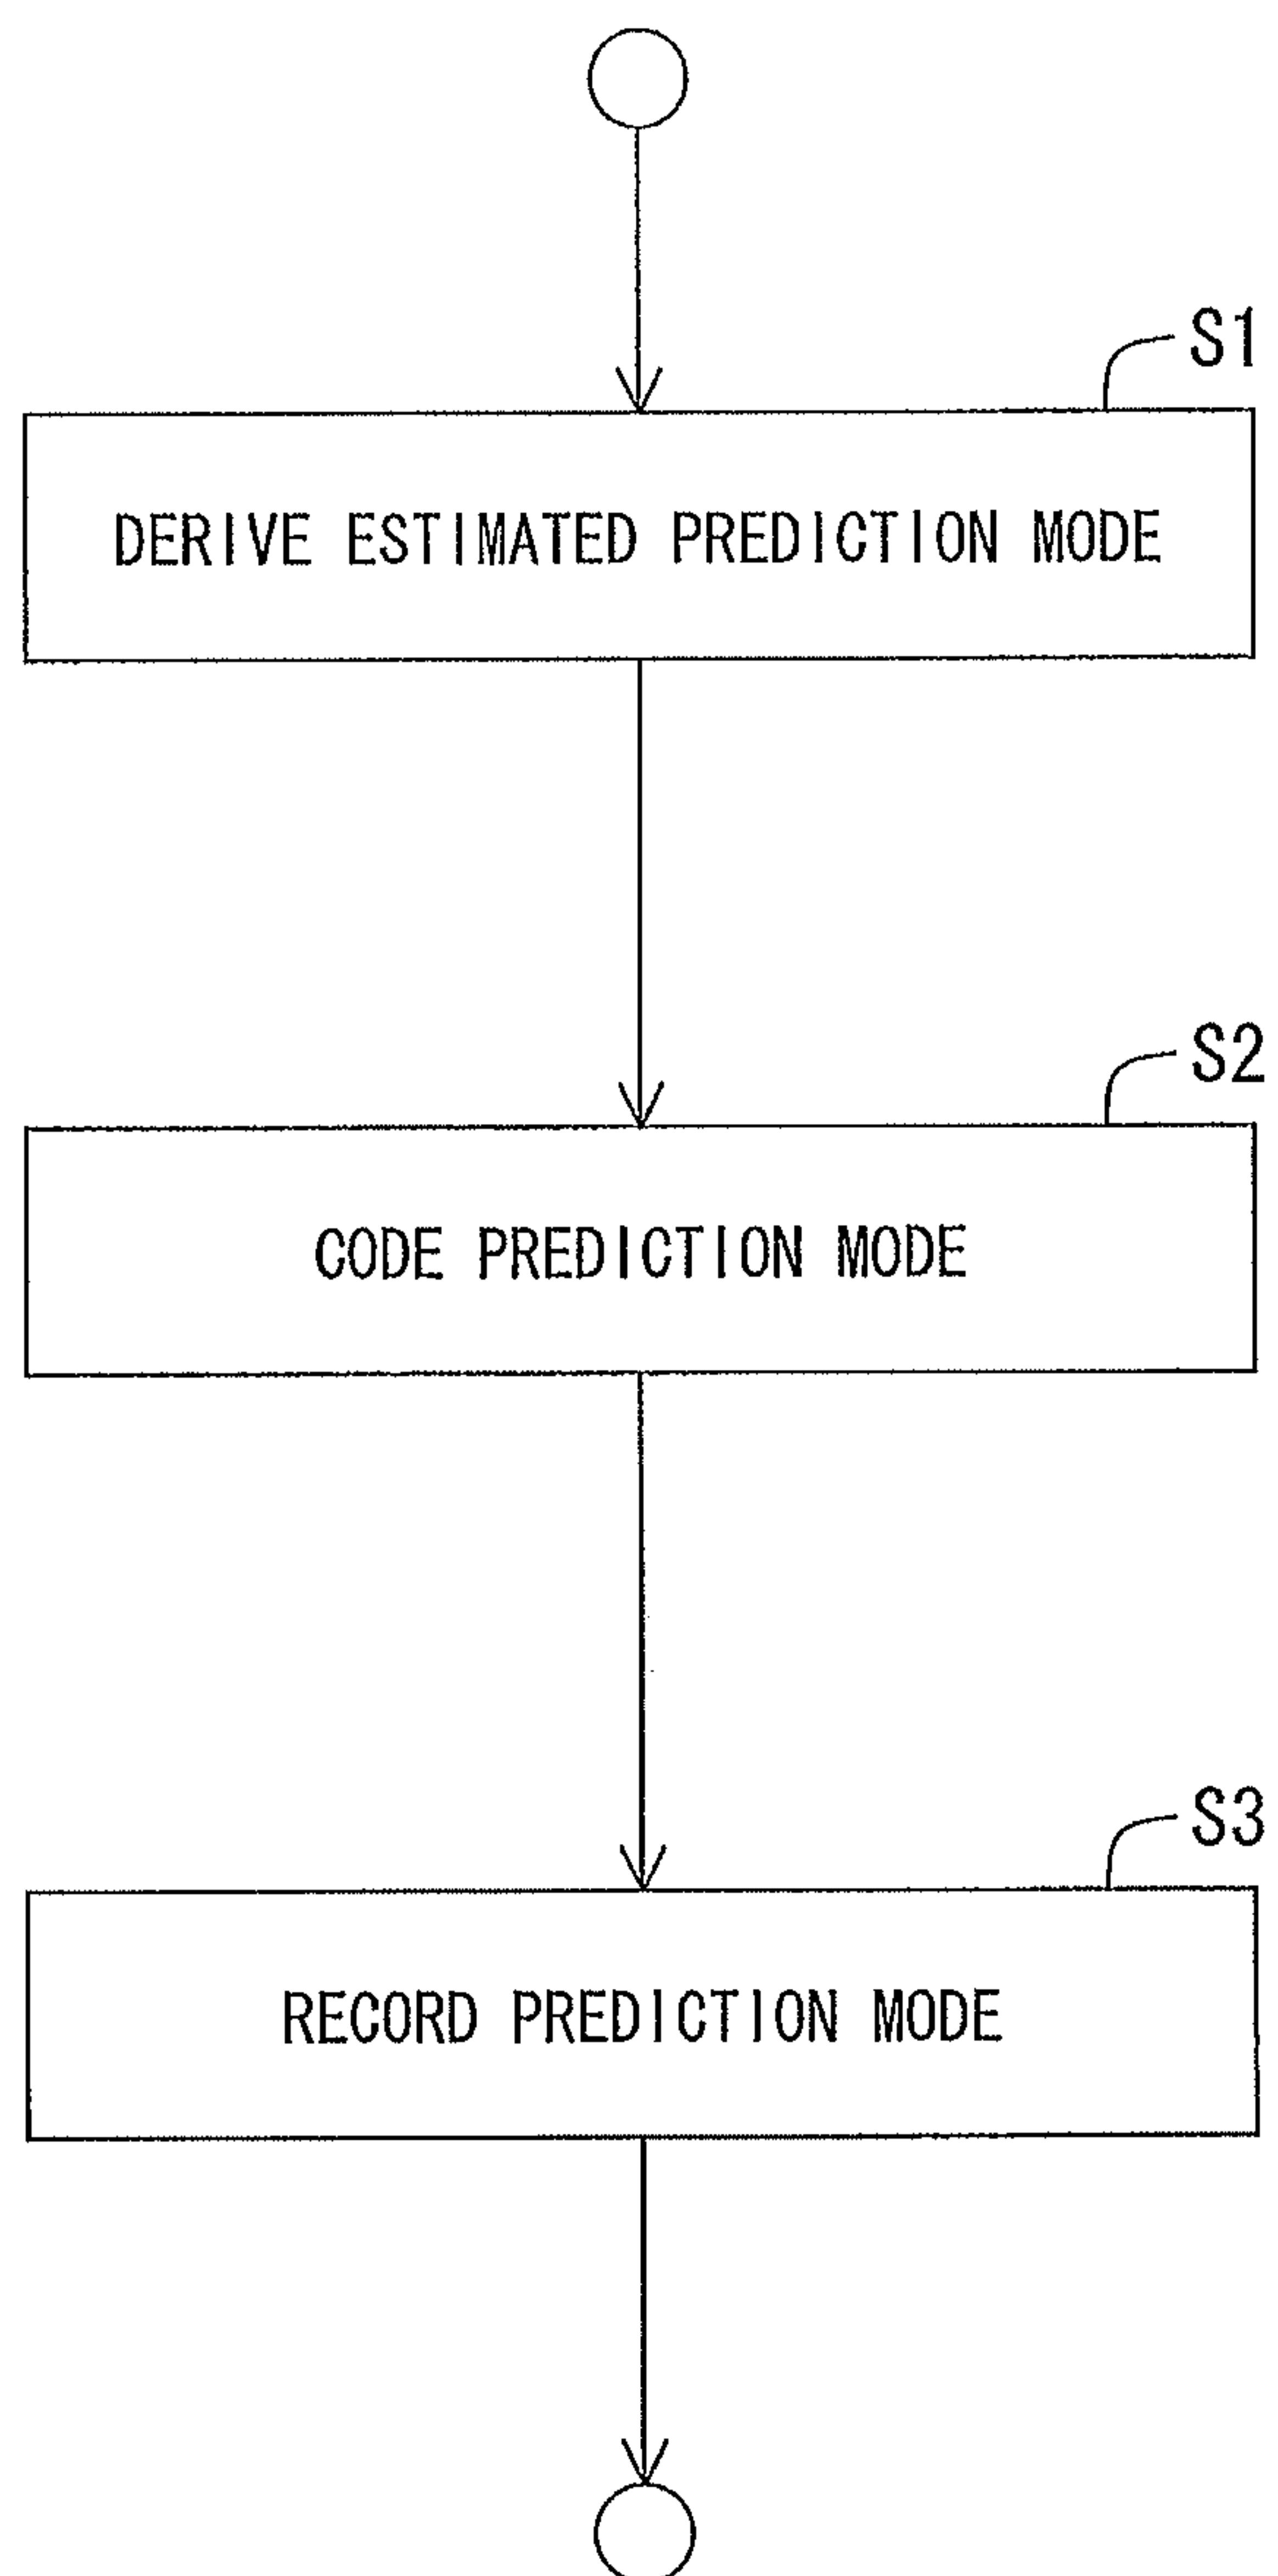 S1
DERIVE ESTIMATED PREDICTION MODE
S2
CODE PREDICTION MODE
S3
RECORD PREDICTION MODE